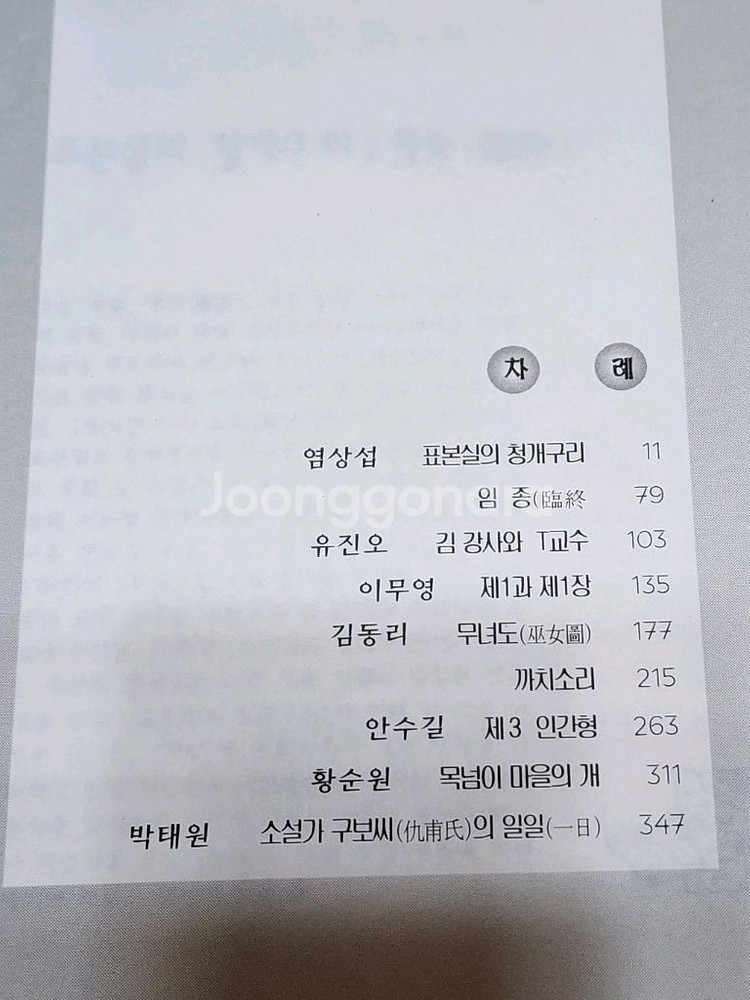 차 례
염상섭 표본실의 청개구리 11
임 종(臨終 79
유진오 김 강사와 T교수 103
이무영 제1과 제1장 135
김동리 무녀도(巫女圖) 177
까치소리 215
안수길 제3 인간형 263
황순원 목넘이 마을의 개 311
박태원 소설가 구보씨(仇甫氏)의 일일(一日) 347
Joonggonara